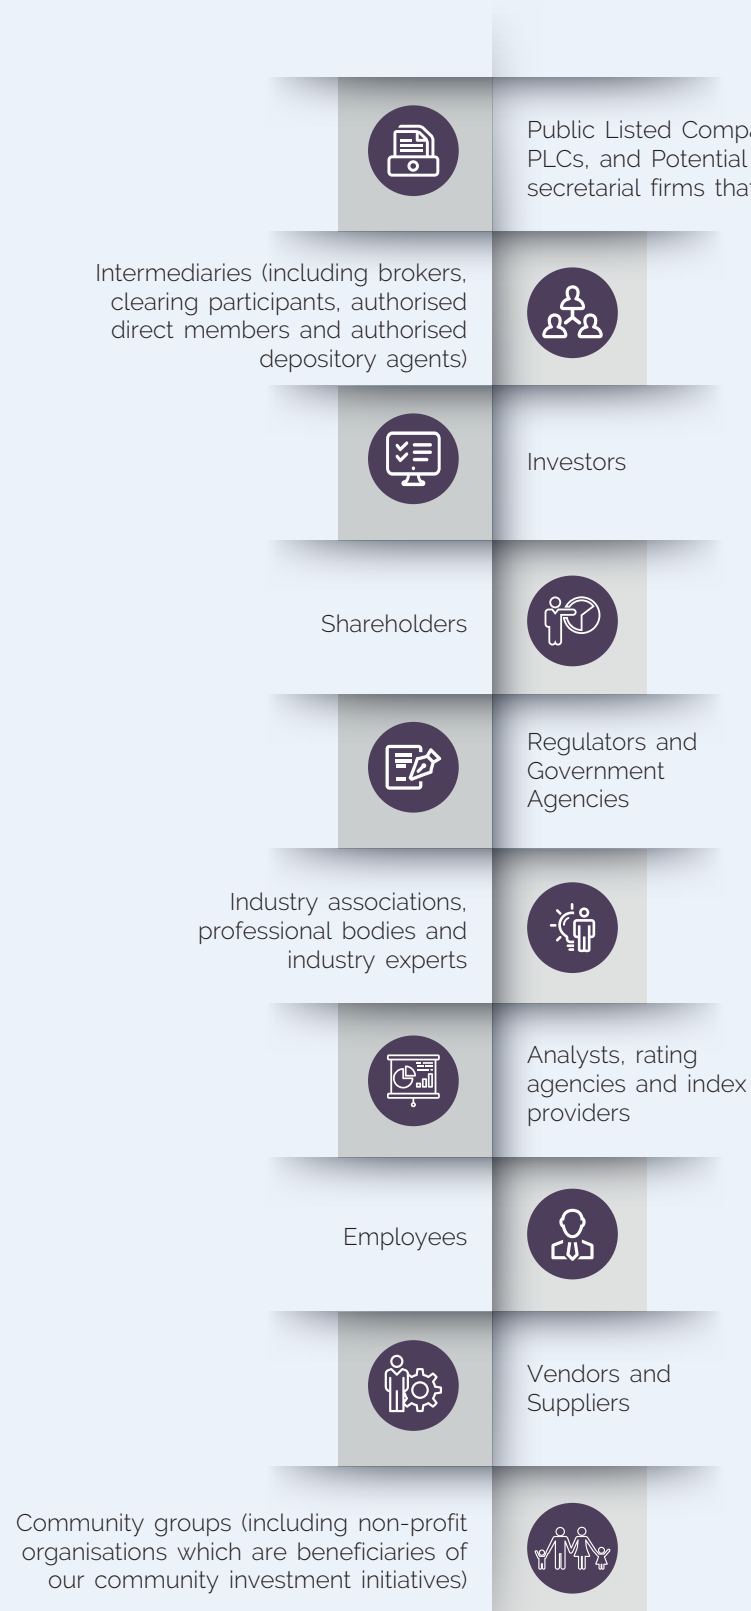 Public Listed
PLCs, and Potential
secretarial firms
Intermediaries (including brokers,
clearing participants, authorised
direct members and authorised
depository agents)
Investors
Shareholders
Regulators and
Government
Agencies
Industry associations,
professional bodies and
industry experts
Analysts, rating
agencies and index
providers
Employees
Vendors and
Suppliers
Community groups (including non-profit
organisations which are beneficiaries of
our community investment initiatives)